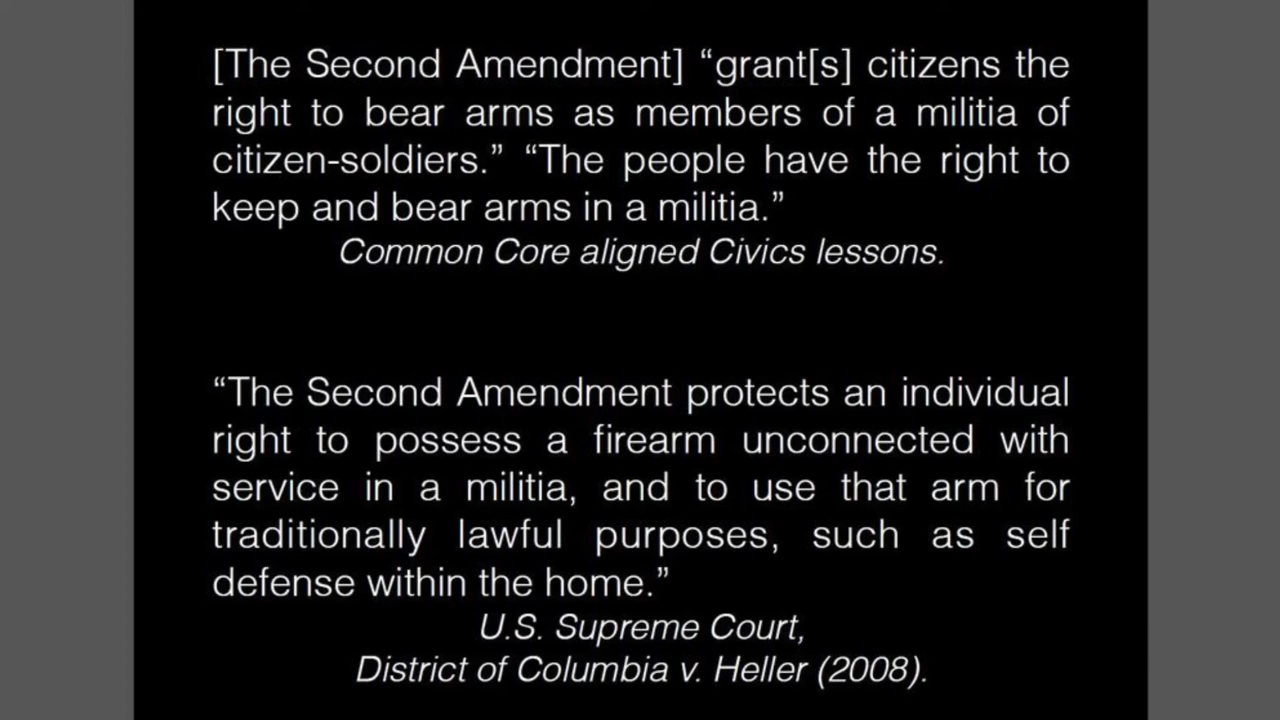 [The Second Amendment] “grant[s] citizens the
right to bear arms as members of a militia of
citizen-soldiers.” “The people have the right to
keep and bear arms in a militia.”
Common Core aligned Civics lessons.
“The Second Amendment protects an individual
right to possess a firearm unconnected with
service in a militia, and to use that arm for
traditionally lawful purposes, such as self
defense within the home.”
U.S. Supreme Court,
District of Columbia v. Heller (2008).